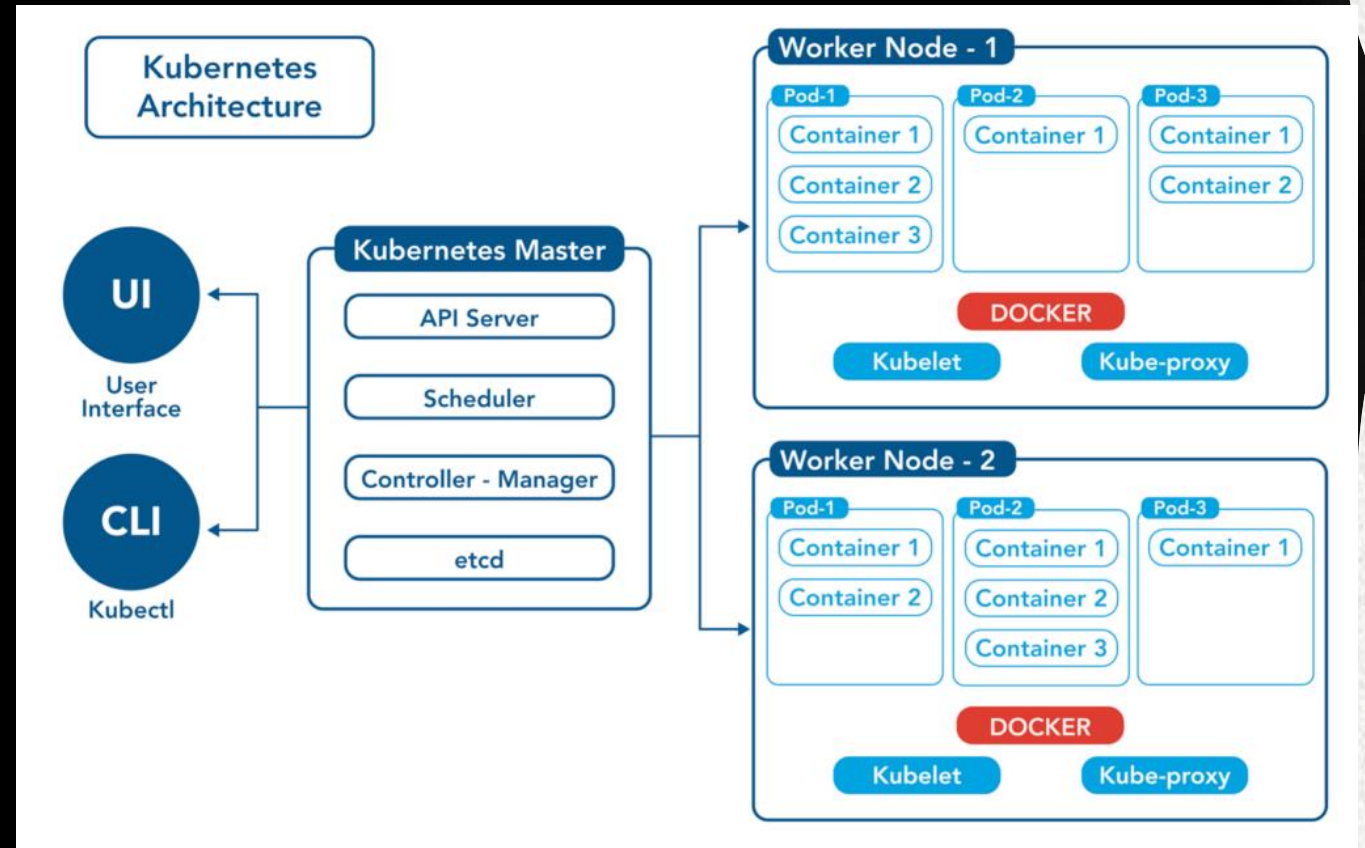 Kubernetes
Architecture
UI
User
Interface
CLI
Kubectl
Kubernetes Master
API Server
Scheduler
Controller - Manager
etcd
Worker Node - 1
Pod-1
Container 1
Container 2
Container 3
Pod-2
Container 1
Pod-3
Container 1
Container 2
DOCKER
Kubelet
Kube-proxy
Worker Node - 2
Pod-1
Container 1
Container 2
Pod-2
Container 1
Container 2
Container 3
Pod-3
Container 1
DOCKER
Kubelet
Kube-proxy